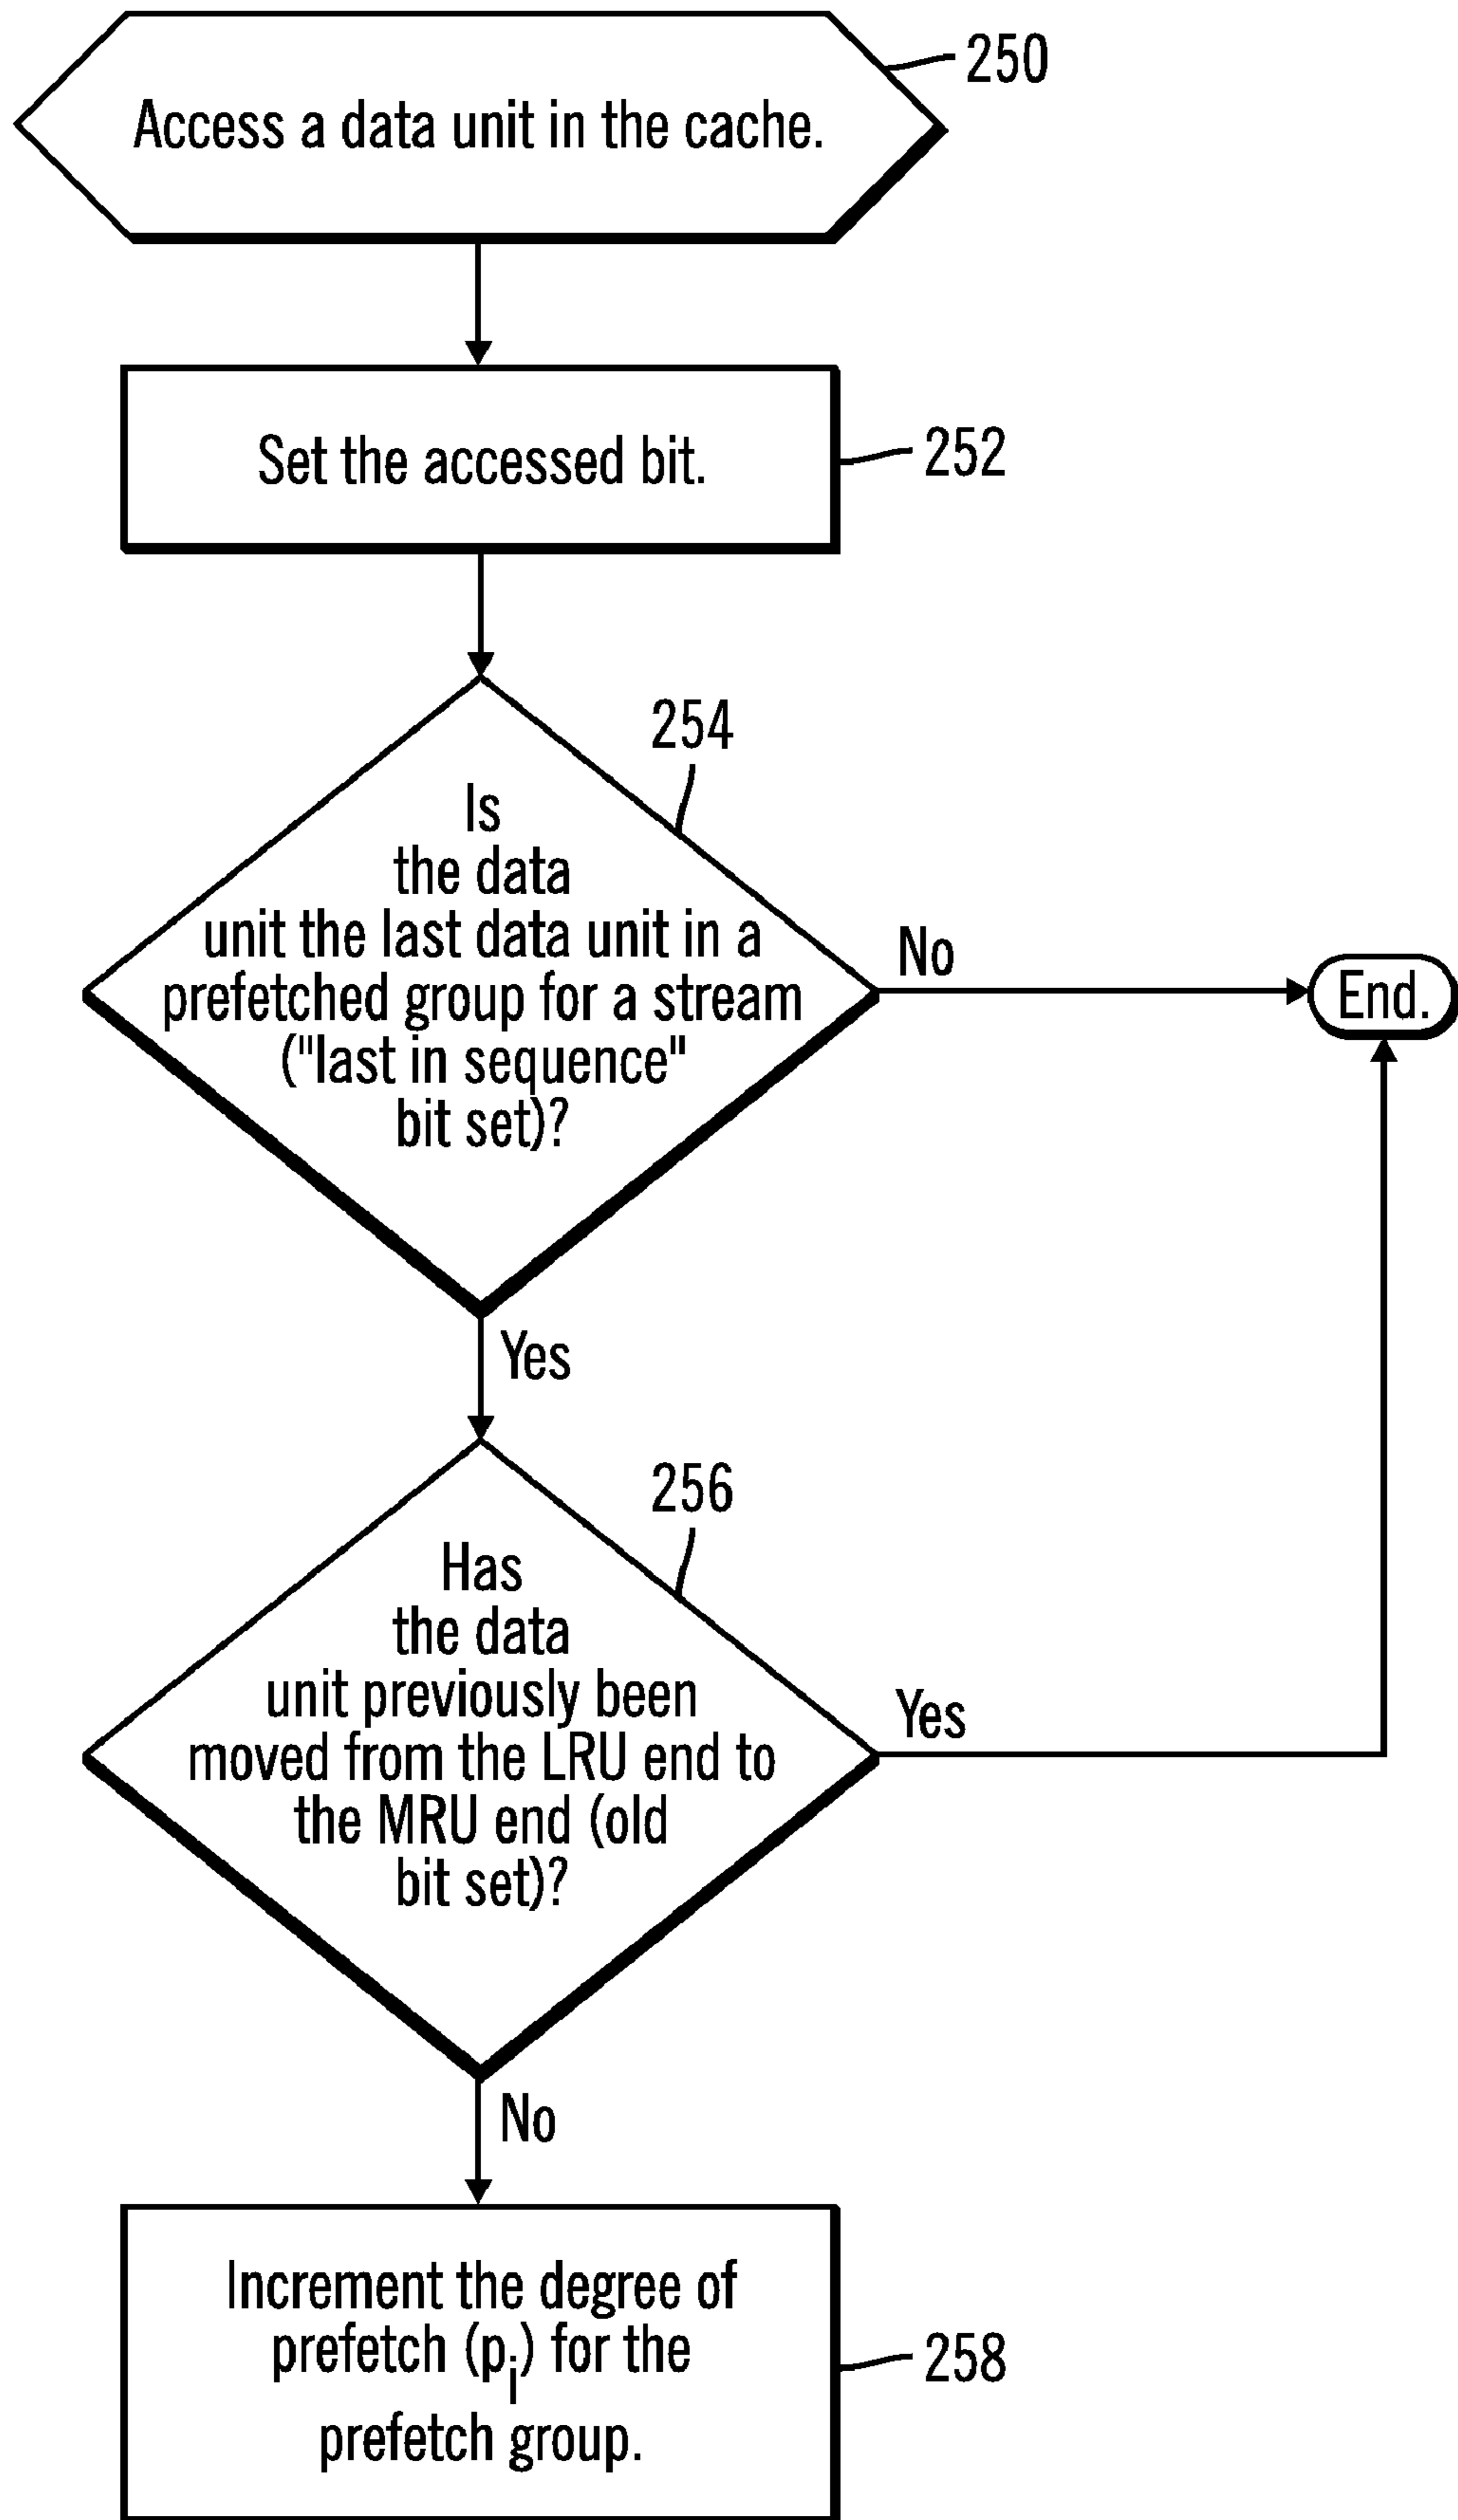 Access a data unit in the cache.
250
Set the accessed bit.
252
254
Is
the data
unit the last data unit in a
prefetched group for a stream
("last in sequence"
bit set)?
No
End.
Yes
256
Has
the data
unit previously been
moved from the LRU end to
the MRU end (old
bit set)?
Yes
No
Increment the degree of
prefetch (pi) for the
prefetch group.
258